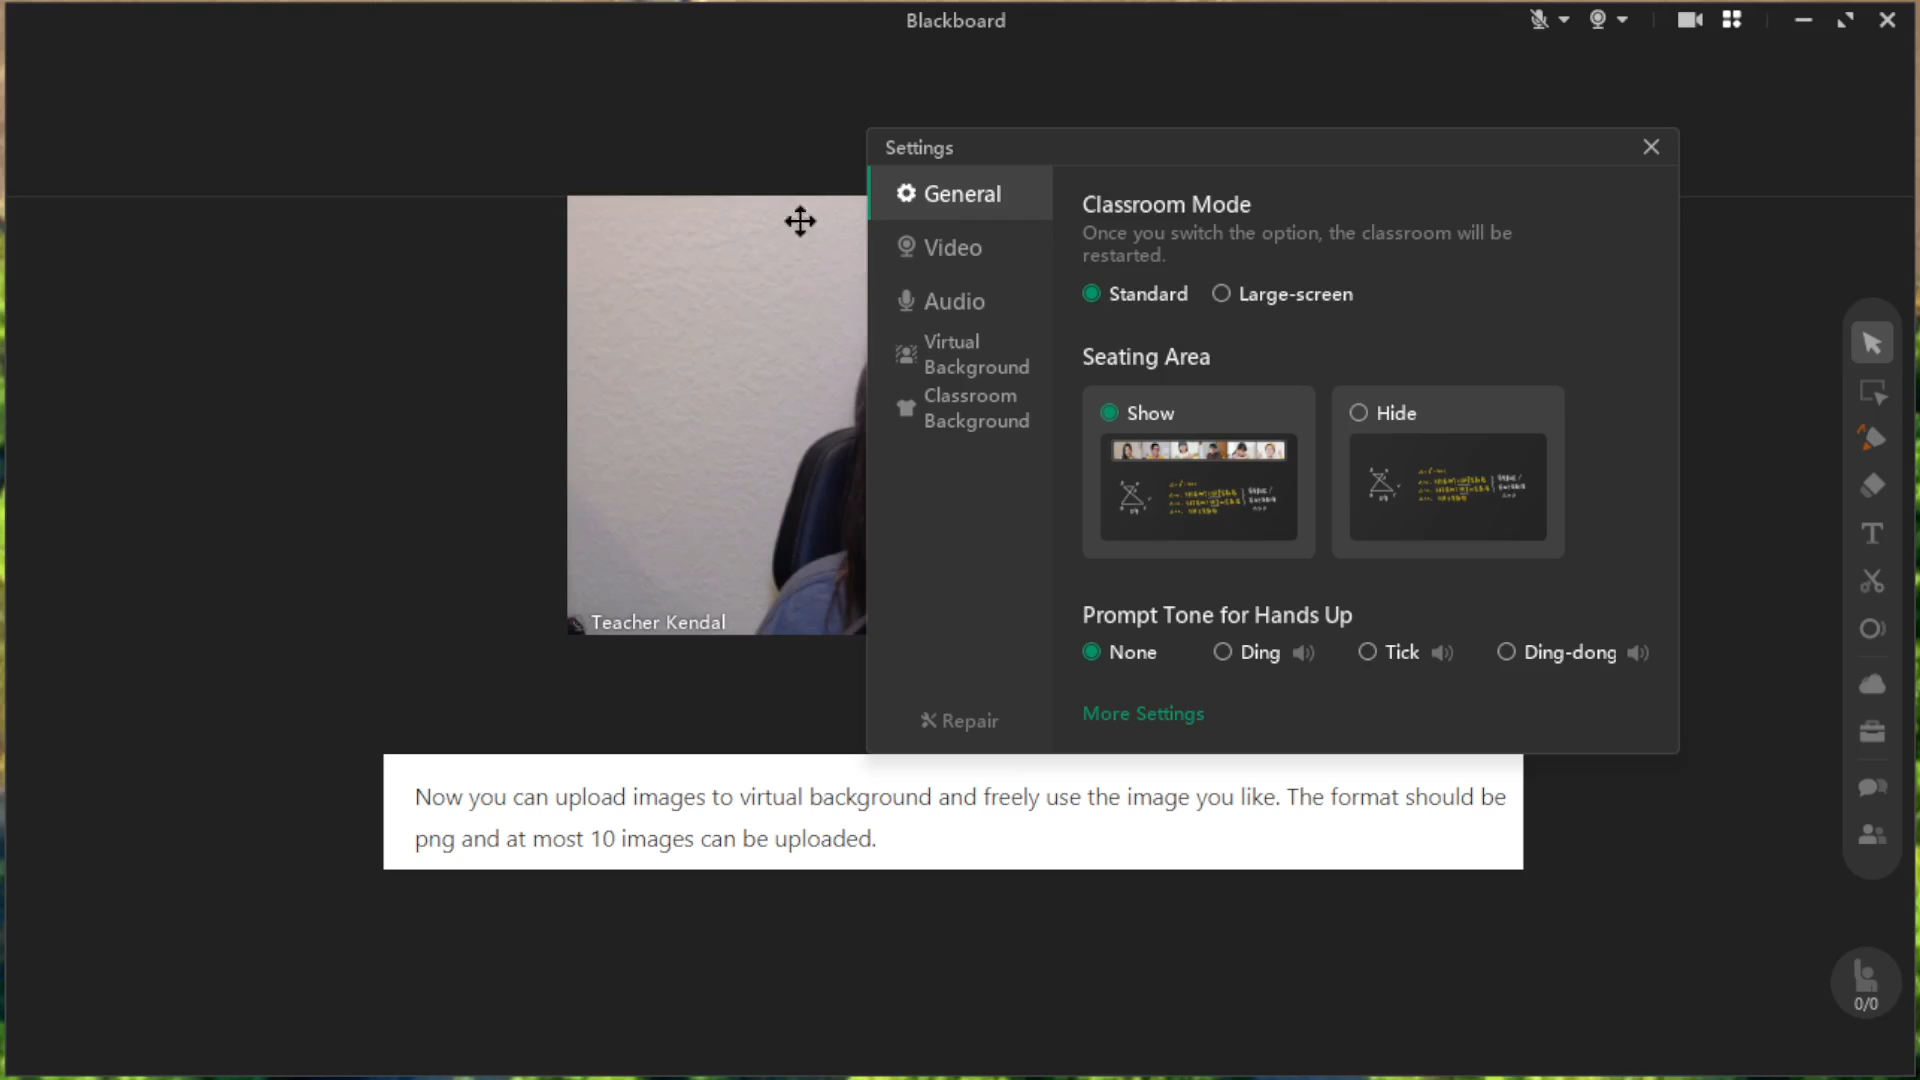 Blackboard
Settings
General
Video
Audio
Virtual
Background
Classroom
Background
Repair
Classroom Mode
Once you switch the option, the classroom will be
restarted.
Standard Large-screen
Seating Area
Show Hide
Prompt Tone for Hands Up
None Ding Tick Ding-dong
More Settings
Teacher Kendal
Now you can upload images to virtual background and freely use the image you like. The format should be
png and at most 10 images can be uploaded.
T
0/0